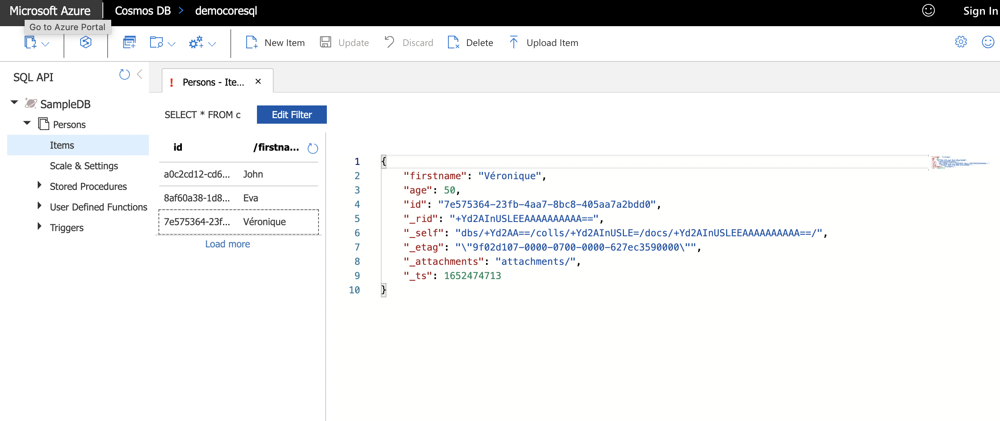 Microsoft Azure
Cosmos DB > democoresql
Sign In
Go to Azure Portal
New Item
Update
Discard
Delete
Upload Item
SQL API
SampleDB
Persons
Items
Scale & Settings
Stored Procedures
User Defined Functions
Triggers
! Persons - Ite... ×
SELECT * FROM c
Edit Filter
id /firstna...
a0c2cd12-cd6... John
8af60a38-1d8... Eva
7e575364-23f... Véronique
Load more
1 {
2 "firstname": "Véronique",
3 "age": 50,
4 "id": "7e575364-23fb-4aa7-8bc8-405aa7a2bdd0",
5 "_rid": "+Yd2AInUSLEEAAAAAAAAAA==",
6 "_self": "dbs/+Yd2AA==/colls/+Yd2AInUSLE=/docs/+Yd2AInUSLEEAAAAAAAAAA==/",
7 "_etag": "\"9f02d107-0000-0700-0000-627ec3590000\"",
8 "_attachments": "attachments/",
9 "_ts": 1652474713
10 }